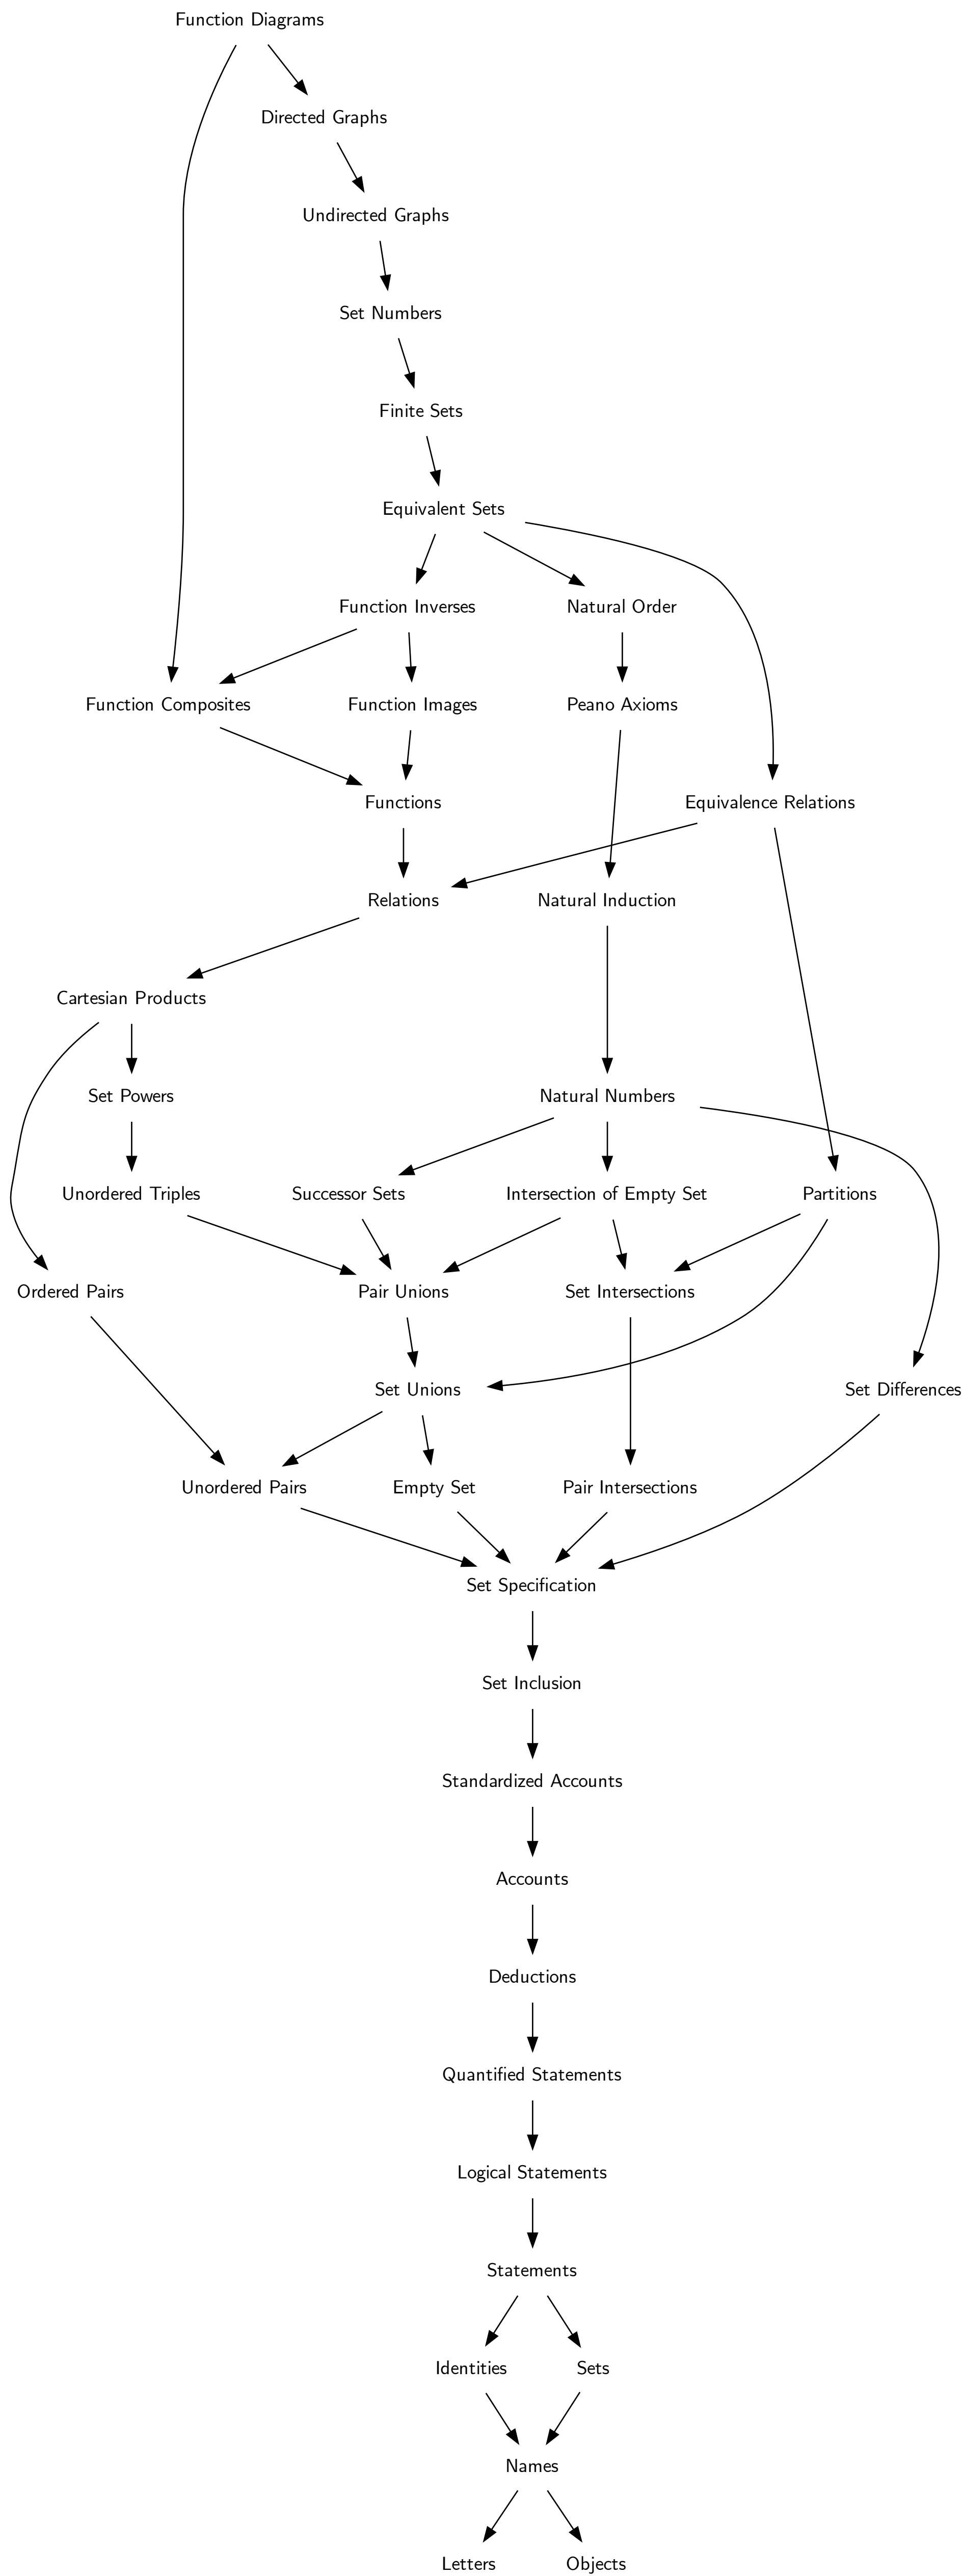 Function Diagrams
Directed Graphs
Undirected Graphs
Set Numbers
Finite Sets
Equivalent Sets
Function Inverses
Natural Order
Function Composites
Function Images
Peano Axioms
Functions
Equivalence Relations
Relations
Natural Induction
Cartesian Products
Set Powers
Natural Numbers
Unordered Triples
Successor Sets
Intersection of Empty Set
Partitions
Ordered Pairs
Pair Unions
Set Intersections
Set Unions
Set Differences
Unordered Pairs
Empty Set
Pair Intersections
Set Specification
Set Inclusion
Standardized Accounts
Accounts
Deductions
Quantified Statements
Logical Statements
Statements
Identities
Sets
Names
Letters
Objects